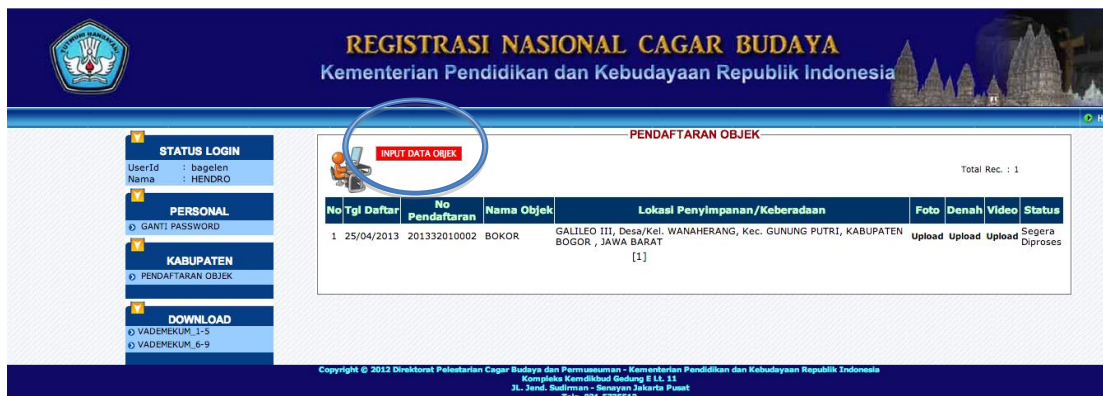 TUT WURI HANDAYANI
REGISTRASI NASIONAL CAGAR BUDAYA
Kementerian Pendidikan dan Kebudayaan Republik Indonesia
H
STATUS LOGIN
UserId : bagelen
Nama : HENDRO
PERSONAL
GANTI PASSWORD
KABUPATEN
PENDAFTARAN OBJEK
DOWNLOAD
VADEMEKUM_1-5
VADEMEKUM_6-9
PENDAFTARAN OBJEK
INPUT DATA OBJEK
Total Rec. : 1
No Tgl Daftar No Pendaftaran Nama Objek Lokasi Penyimpanan/Keberadaan Foto Denah Video Status
1 25/04/2013 201332010002 BOKOR GALILEO III, Desa/Kel. WANAHERANG, Kec. GUNUNG PUTRI, KABUPATEN BOGOR , JAWA BARAT Upload Upload Upload Segera Diproses
[1]
Copyright © 2012 Direktorat Pelestarian Cagar Budaya dan Permuseuman - Kementerian Pendidikan dan Kebudayaan Republik Indonesia
Kompleks Kemdikbud Gedung E Lt. 11
JL. Jend. Sudirman - Senayan Jakarta Pusat